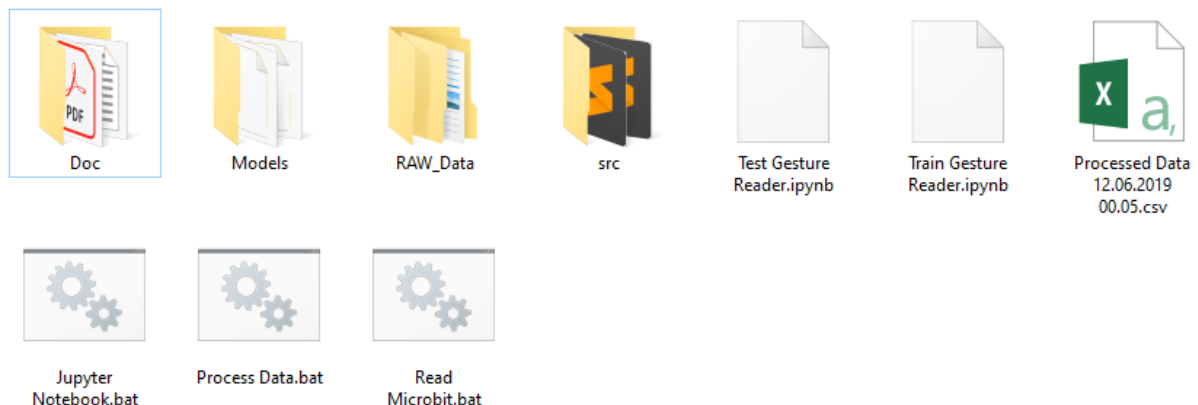 PDF
Doc
Models
RAW_Data
S
src
Test Gesture
Reader.ipynb
Train Gesture
Reader.ipynb
X
a,
Processed Data
12.06.2019
00.05.csv
Jupyter
Notebook.bat
Process Data.bat
Read
Microbit.bat